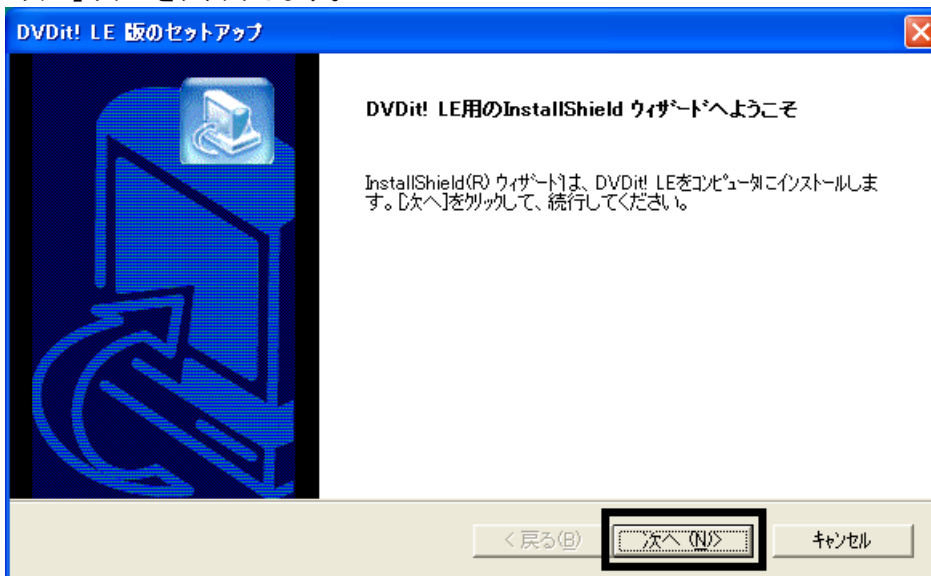 DVDit! LE 版のセットアップ
DVDit! LE用のInstallShield ウィザードへようこそ
InstallShield(R) ウィザードは、DVDit! LEをコンピュータにインストールしま
す。[次へ]をクリックして、続行してください。
< 戻る(B)
次へ (N)>
キャンセル